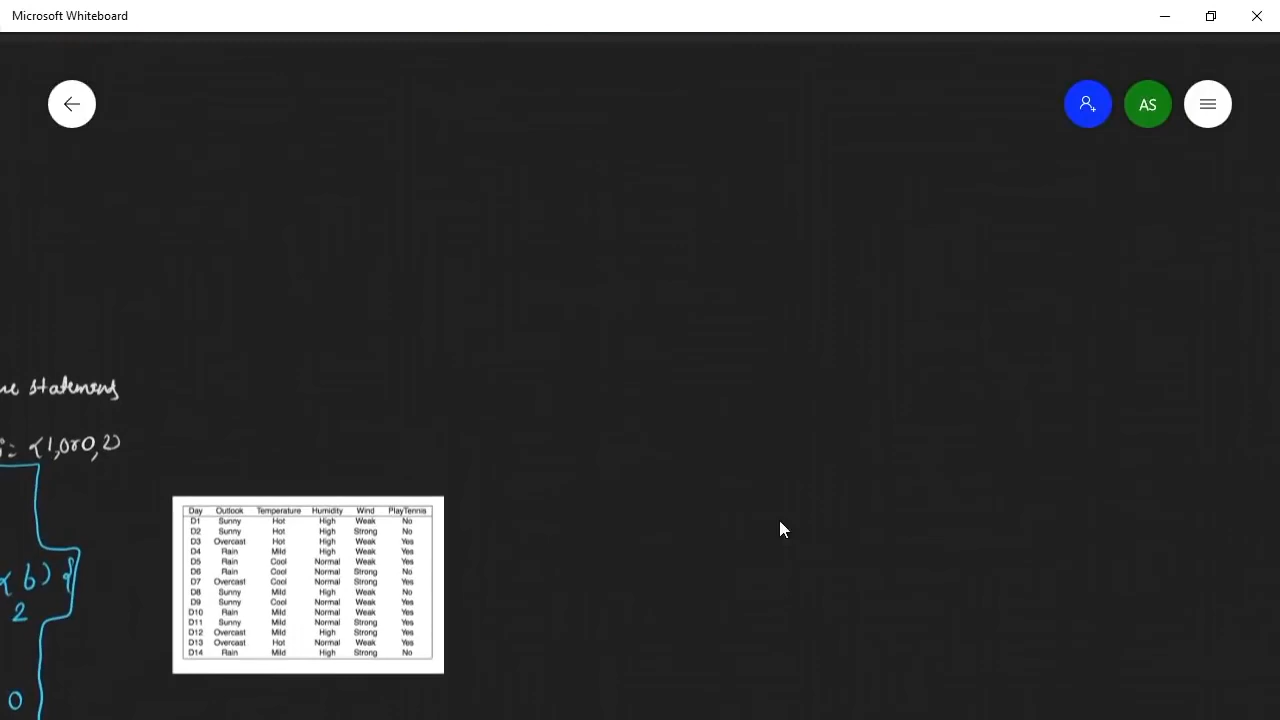 Microsoft Whiteboard
AS
statement
= {1,0r0,2}
< b) {
2
0
Day Outlook Temperature Humidity Wind PlayTennis
D1 Sunny Hot High Weak No
D2 Sunny Hot High Strong No
D3 Overcast Hot High Weak Yes
D4 Rain Mild High Weak Yes
D5 Rain Cool Normal Weak Yes
D6 Rain Cool Normal Strong No
D7 Overcast Cool Normal Strong Yes
D8 Sunny Mild High Weak No
D9 Sunny Cool Normal Weak Yes
D10 Rain Mild Normal Weak Yes
D11 Sunny Mild Normal Strong Yes
D12 Overcast Mild High Strong Yes
D13 Overcast Hot Normal Weak Yes
D14 Rain Mild High Strong No